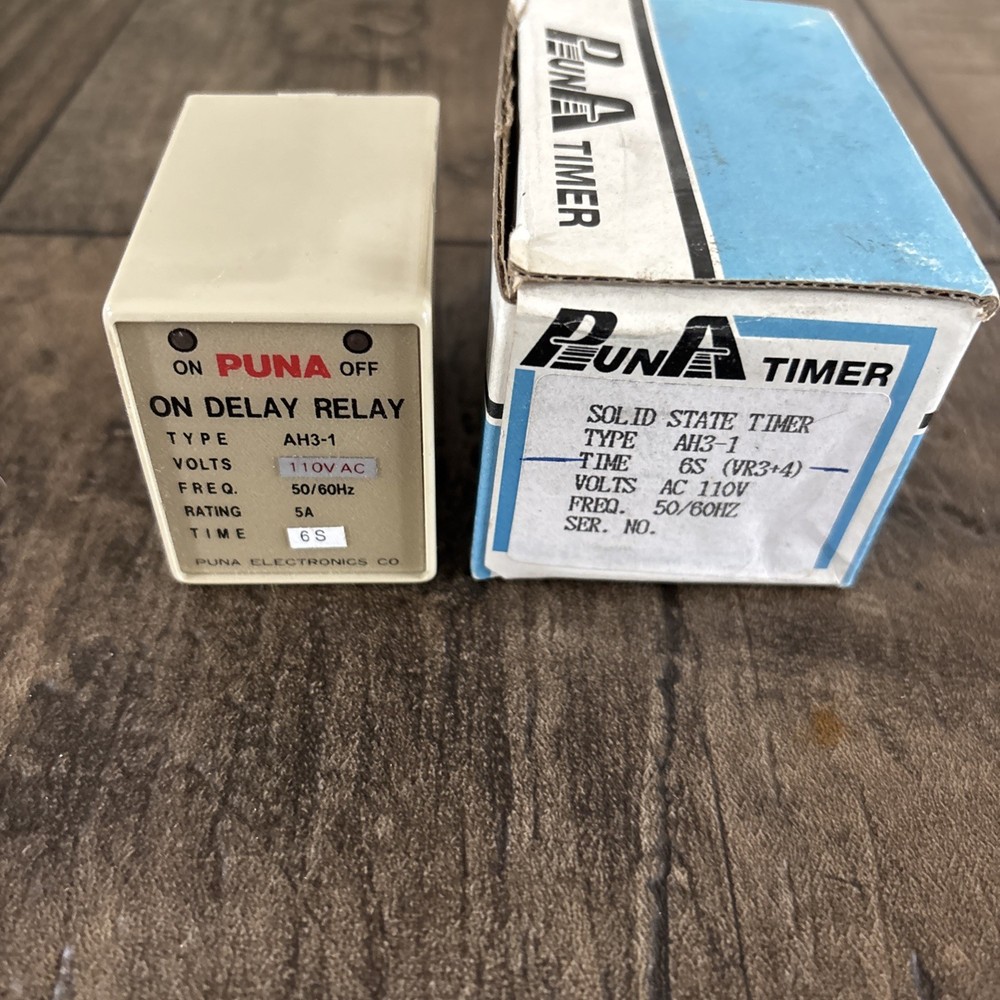 ON PUNA OFF
ON DELAY RELAY
TYPE AH3-1
VOLTS 110V AC
FREQ. 50/60Hz
RATING 5A
TIME 6S
PUNA ELECTRONICS CO
PUNA TIMER
PUNA TIMER
SOLID STATE TIMER
TYPE AH3-1
TIME 6S (VR3+4)
VOLTS AC 110V
FREQ. 50/60HZ
SER. NO.